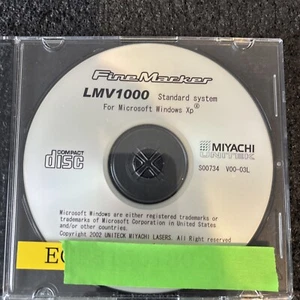 FineMarker
LMV1000 Standard system
For Microsoft Windows Xp®
COMPACT
disc
MIYACHI
UNITEK
S00734 V00-03L
Microsoft Windows are either registered trademarks or
trademarks of Microsoft Corporation in United States
and/or other countries.
Copyright 2002 UNITECK MIYACHI LASERS. All Right reserved